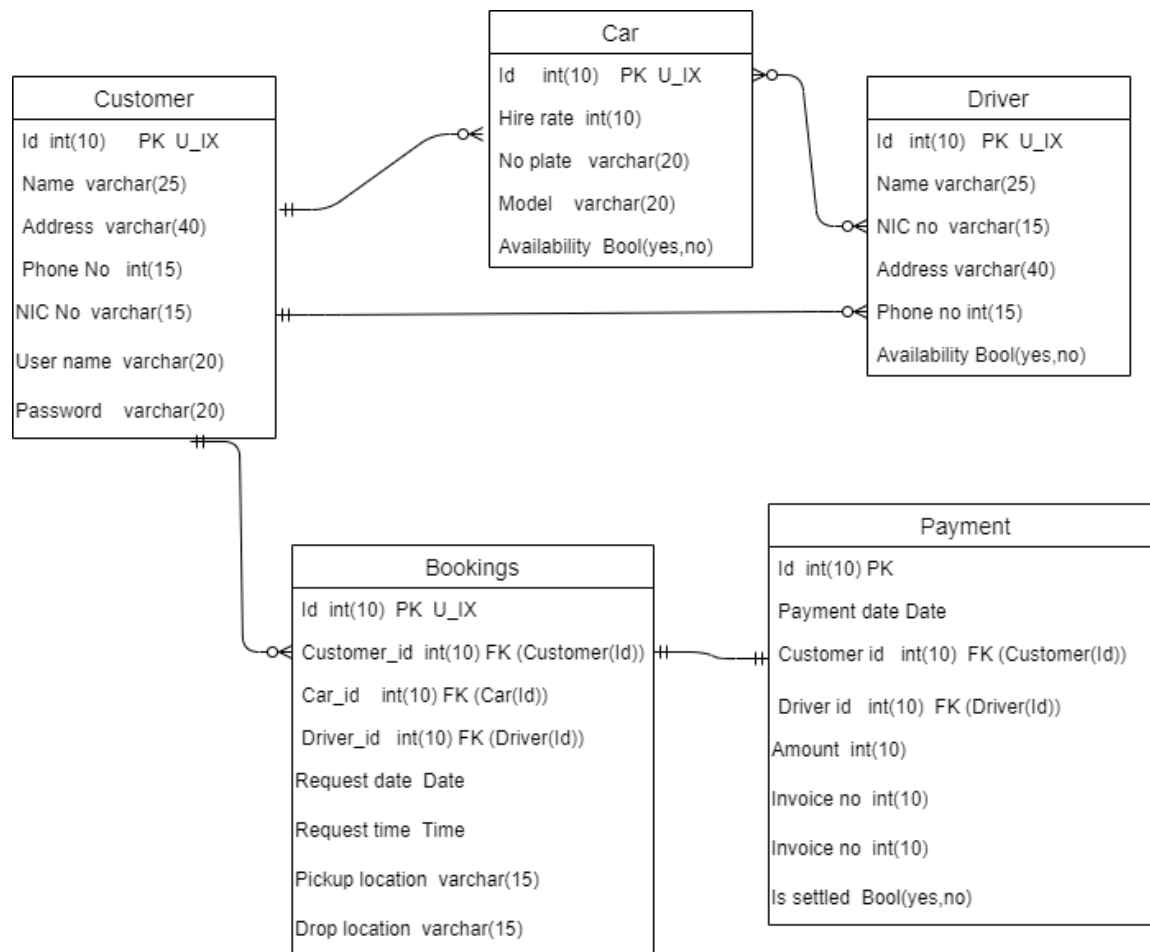 Car
Id int(10) PK U_IX
Hire rate int(10)
No plate varchar(20)
Model varchar(20)
Availability Bool(yes,no)
Customer
Id int(10) PK U_IX
Name varchar(25)
Address varchar(40)
Phone No int(15)
NIC No varchar(15)
User name varchar(20)
Password varchar(20)
Driver
Id int(10) PK U_IX
Name varchar(25)
NIC no varchar(15)
Address varchar(40)
Phone no int(15)
Availability Bool(yes,no)
Bookings
Id int(10) PK U_IX
Customer_id int(10) FK (Customer(Id))
Car_id int(10) FK (Car(Id))
Driver_id int(10) FK (Driver(Id))
Request date Date
Request time Time
Pickup location varchar(15)
Drop location varchar(15)
Payment
Id int(10) PK
Payment date Date
Customer id int(10) FK (Customer(Id))
Driver id int(10) FK (Driver(Id))
Amount int(10)
Invoice no int(10)
Invoice no int(10)
Is settled Bool(yes,no)